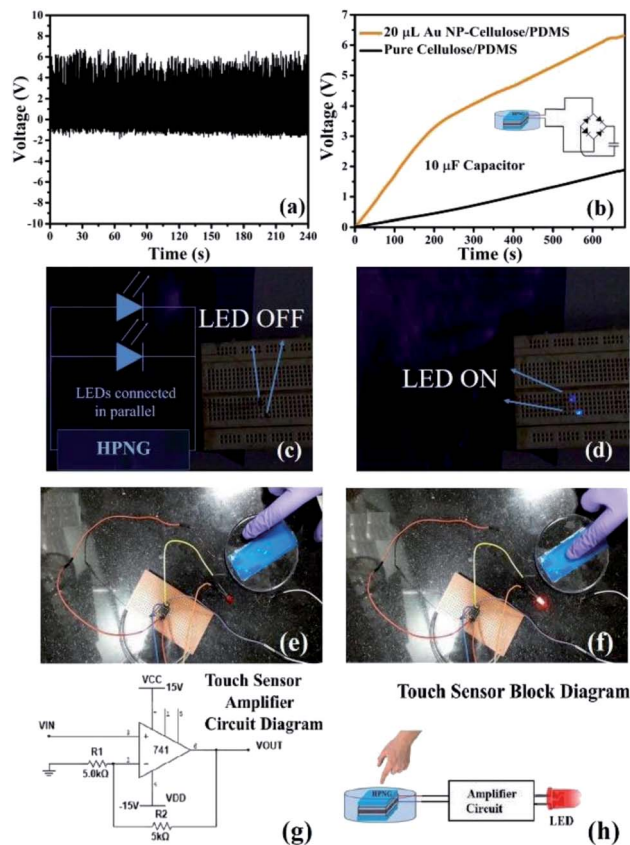 10
8
6
4
2
0
-2
-4
-6
-8
-10
Voltage (V)
0 30 60 90 120 150 180 210 240
Time (s)
(a)
7
6
5
4
3
2
1
0
Voltage (V)
20 μL Au NP-Cellulose/PDMS
Pure Cellulose/PDMS
10 μF Capacitor
0 100 200 300 400 500 600
Time (s)
(b)
LED OFF
LEDs connected
in parallel
HPNG
(c)
LED ON
(d)
(e)
(f)
Touch Sensor
Amplifier
Circuit Diagram
VCC
15V
VIN
3
+
741
2
-
6
VOUT
R1
5.0kΩ
-15V
VDD
R2
5kΩ
(g)
Touch Sensor Block Diagram
HPNG
Amplifier
Circuit
LED
(h)